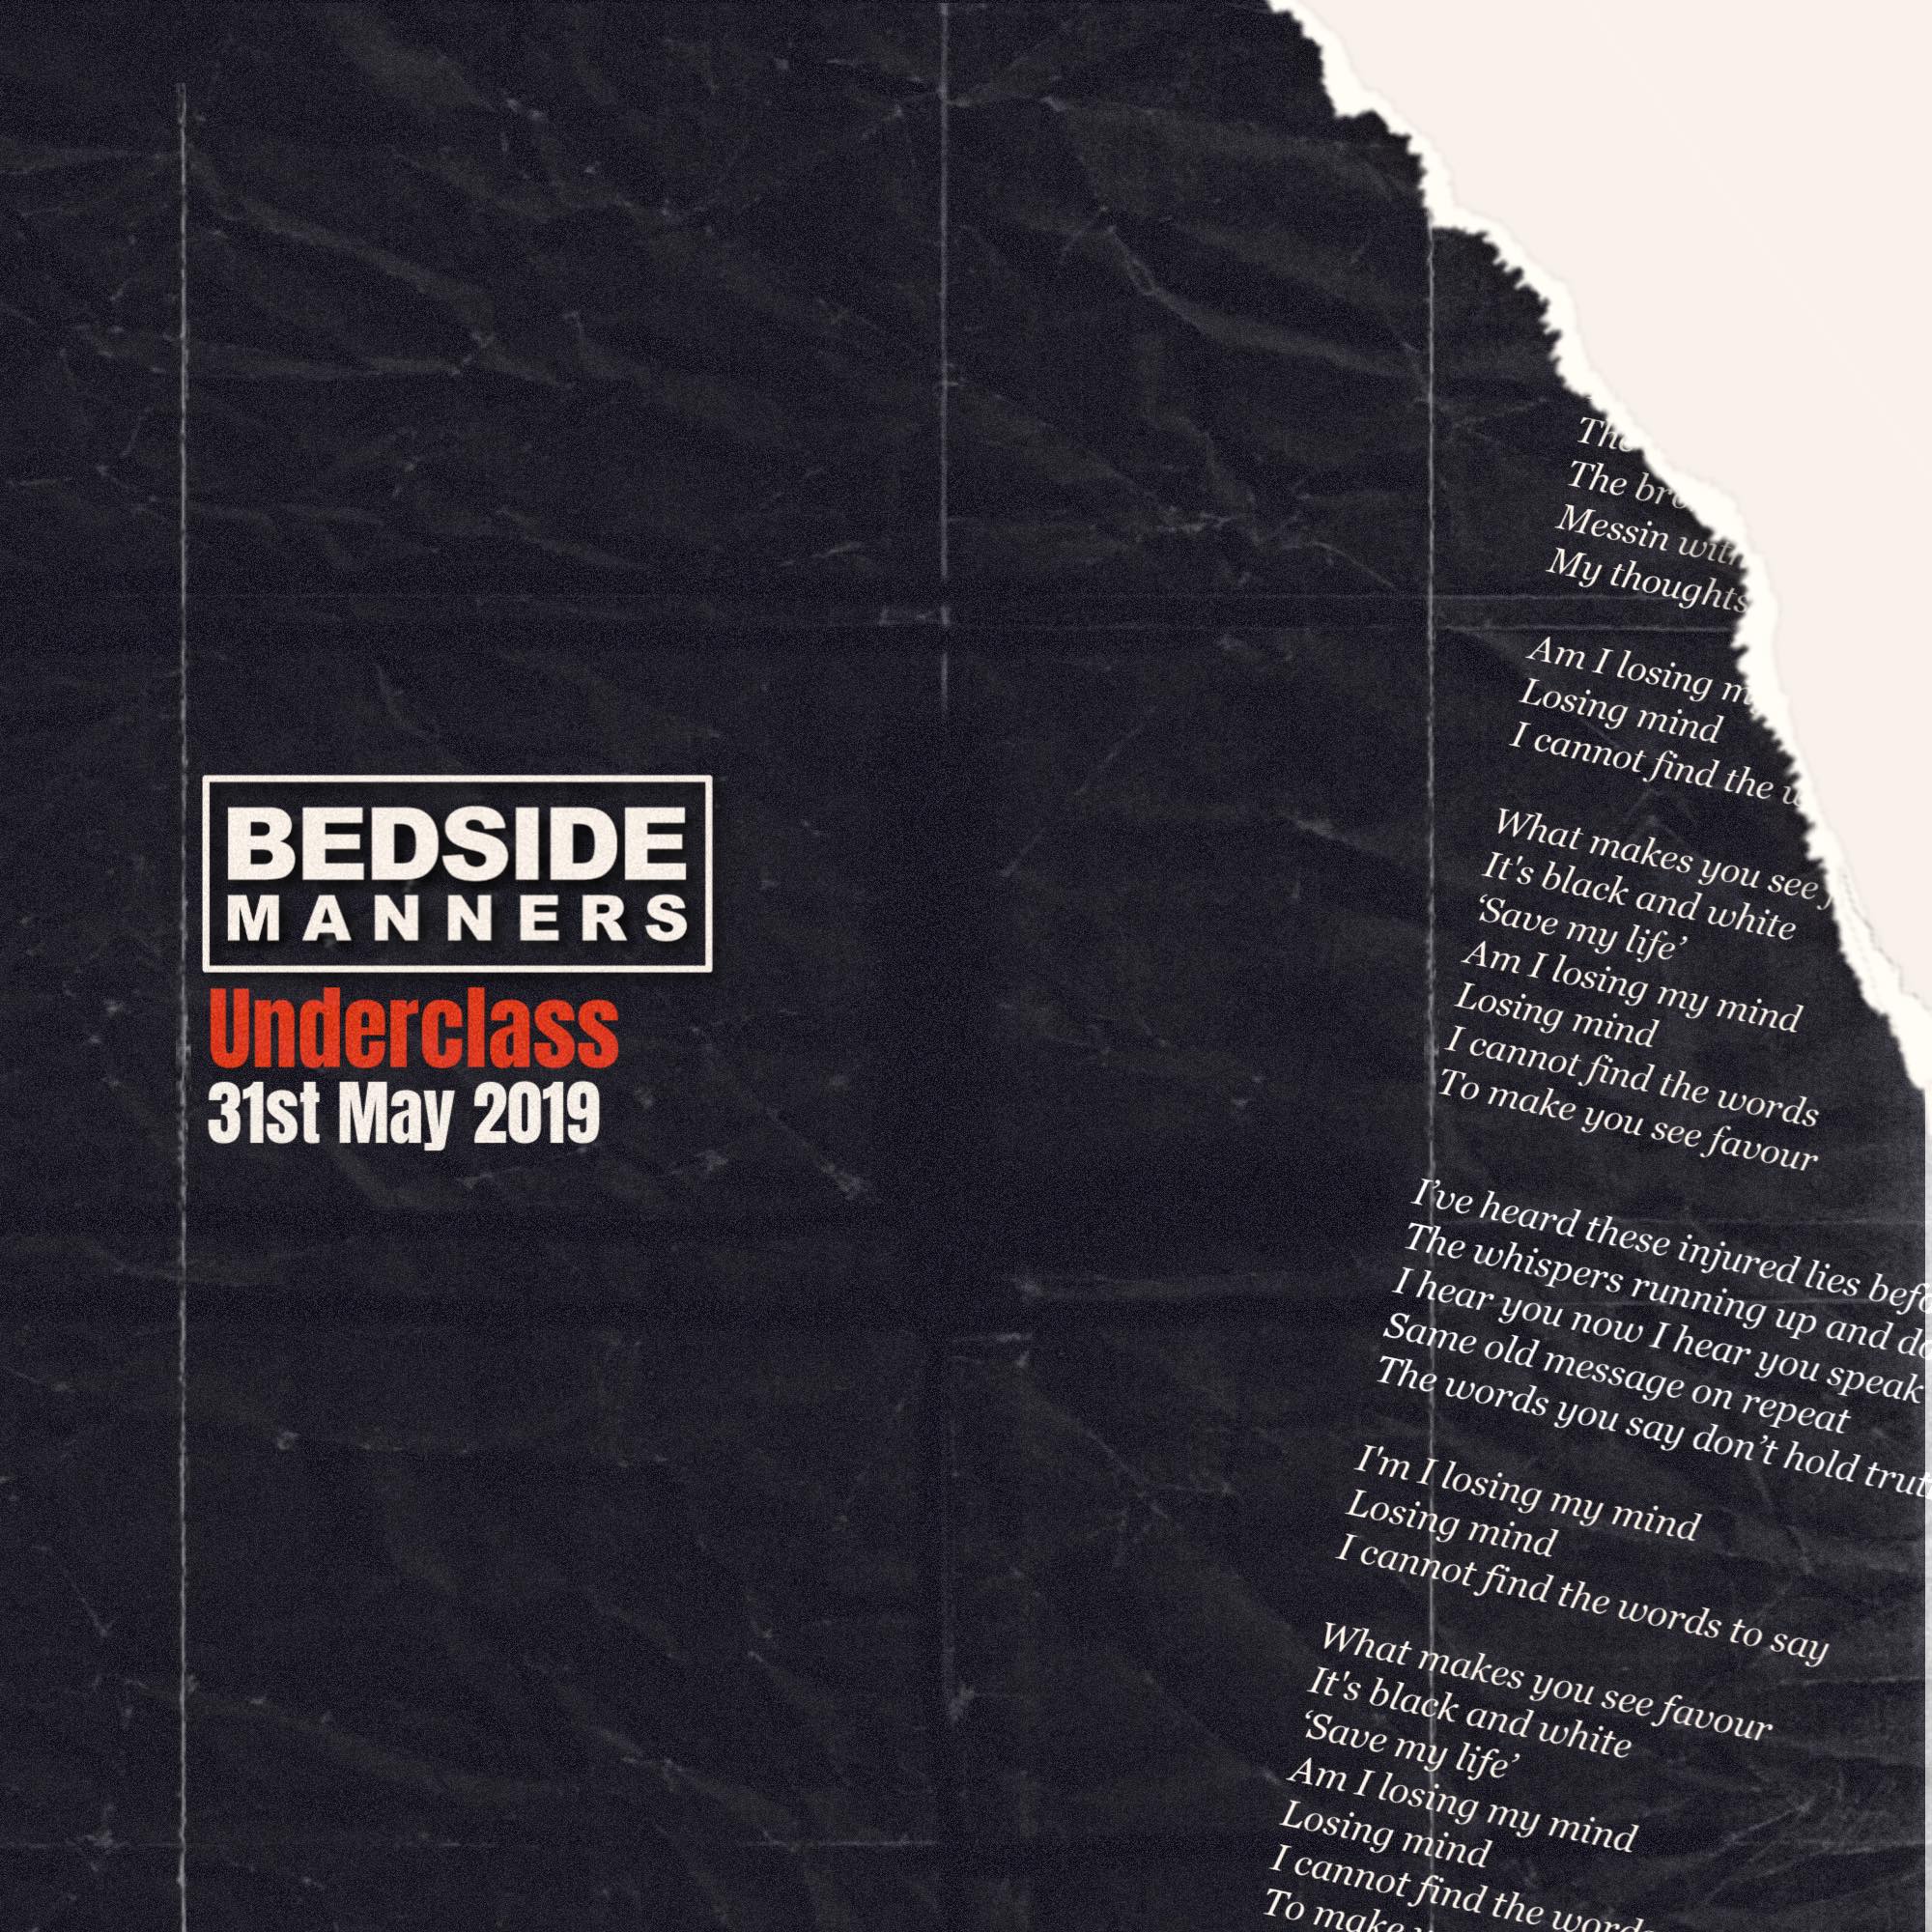 BEDSIDE
MANNERS
Underclass
31st May 2019
The
The
Messin with
My thoughts
Am I losing
Losing mind
I cannot find the
What makes you see
It's black and white
‘Save my life’
Am I losing my mind
Losing mind
I cannot find the words
To make you see favour
I’ve heard these injured lies
The whispers running up and
I hear you now I hear you speak
Same old message on repeat
The words you say don’t hold
I'm I losing my mind
Losing mind
I cannot find the words to say
What makes you see favour
It's black and white
‘Save my life’
Am I losing my mind
Losing mind
I cannot find the words
To make